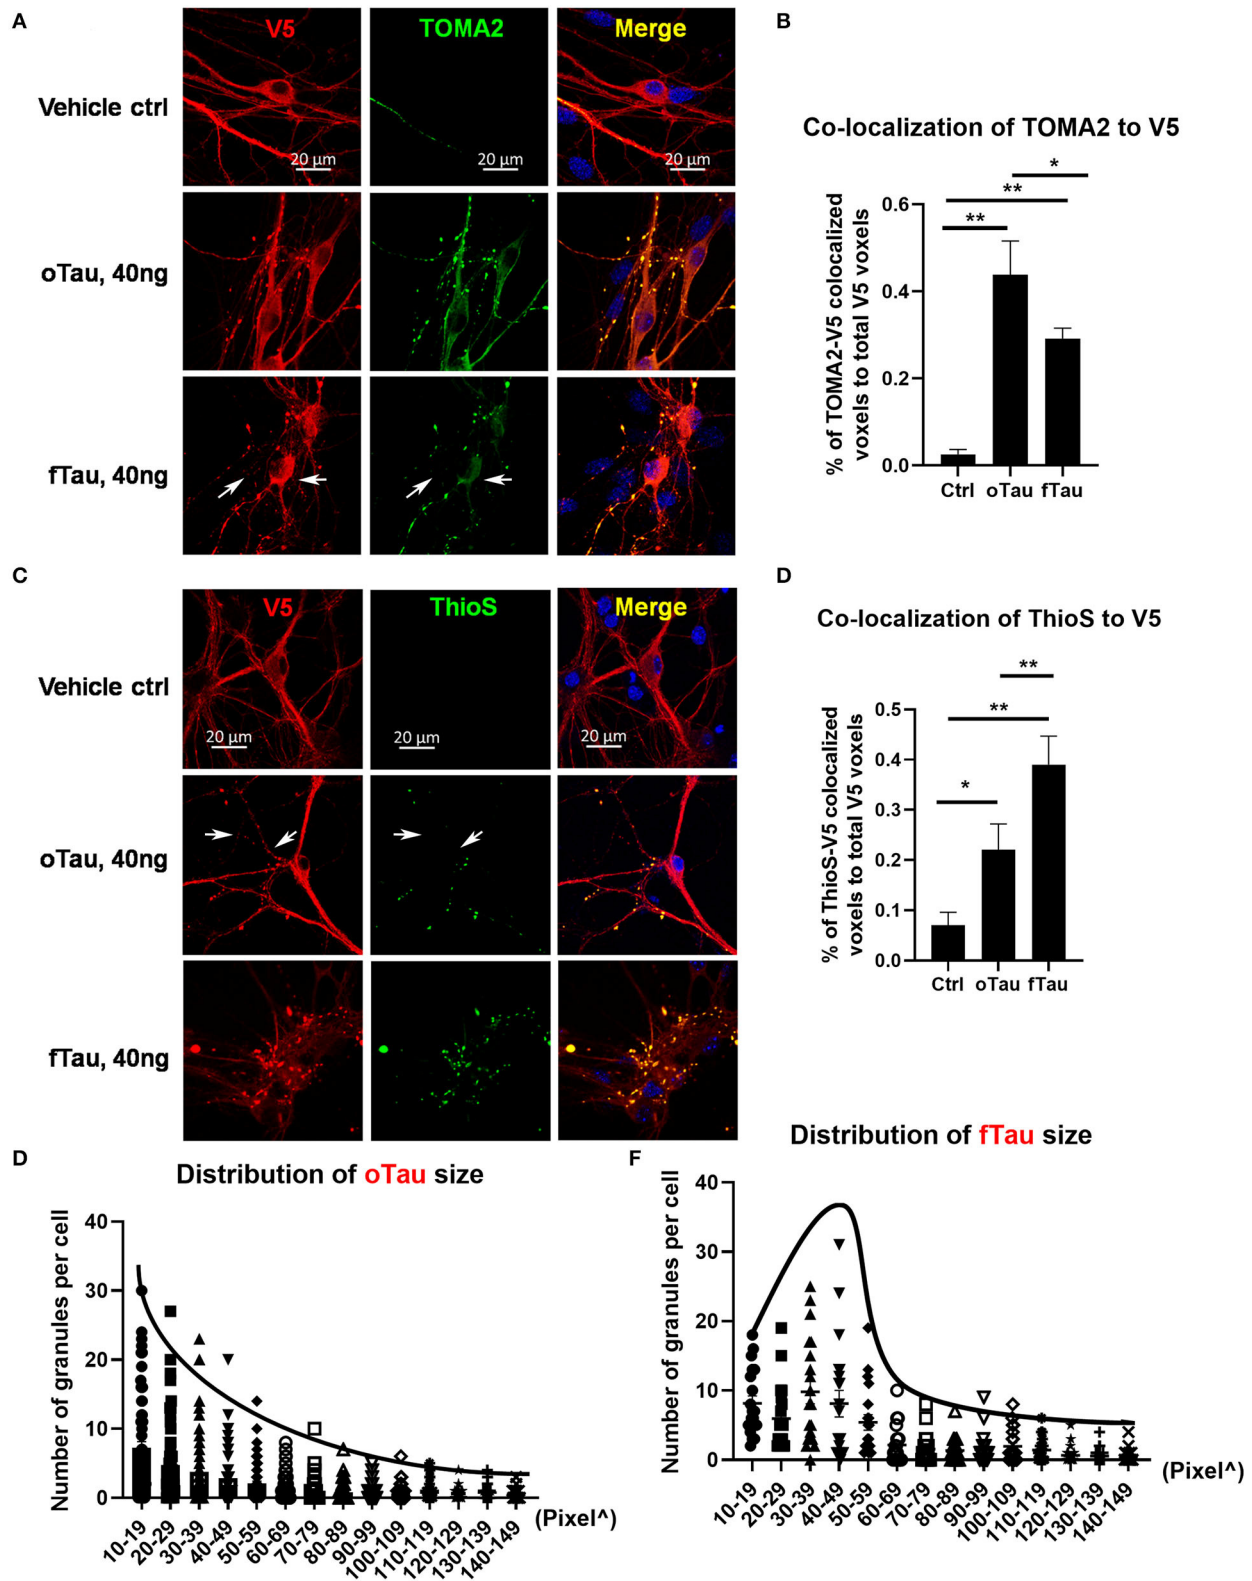 A
V5
TOMA2
Merge
Vehicle ctrl
20 µm
20 µm
20 µm
oTau, 40ng
fTau, 40ng
B
Co-localization of TOMA2 to V5
% of TOMA2-V5 colocalized
voxels to total V5 voxels
0.6
0.4
0.2
0.0
**
**
*
Ctrl
oTau
fTau
C
V5
ThioS
Merge
Vehicle ctrl
20 µm
20 µm
20 µm
oTau, 40ng
fTau, 40ng
D
Co-localization of ThioS to V5
% of ThioS-V5 colocalized
voxels to total V5 voxels
0.5
0.4
0.3
0.2
0.1
0.0
*
**
**
Ctrl
oTau
fTau
D
Distribution of oTau size
Number of granules per cell
40
30
20
10
0
10-19
20-29
30-39
40-49
50-59
60-69
70-79
80-89
90-99
100-109
110-119
120-129
130-139
140-149
(Pixel^)
F
Distribution of fTau size
Number of granules per cell
40
30
20
10
0
10-19
20-29
30-39
40-49
50-59
60-69
70-79
80-89
90-99
100-109
110-119
120-129
130-139
140-149
(Pixel^)